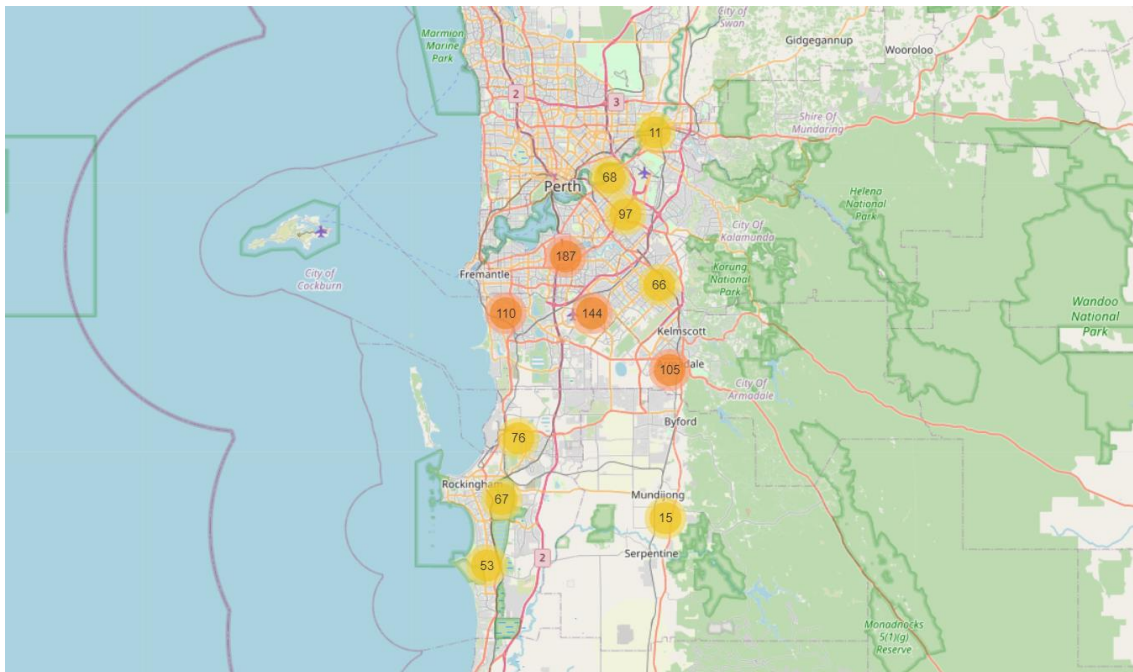 City of
Swan
Marmion
Marine
Park
Gidgegannup
Wooroloo
2
3
Shire Of
Mundaring
11
68
Perth
Helena
National
Park
97
City Of
Kalamunda
187
Fremantle
City of
Cockburn
66
Korung
National
Park
110
144
Wandoo
National
Park
Kelmscott
105
dale
City Of
Armadale
76
Byford
Rockingham
67
Mundijong
15
Serpentine
53
2
Monadnocks
5(1)(g)
Reserve